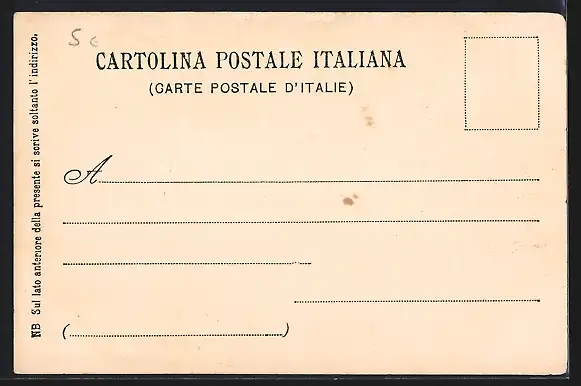 CARTOLINA POSTALE ITALIANA
(CARTE POSTALE D'ITALIE)
A
( )
NB Sul lato anteriore della presente si scrive soltanto l'indirizzo.